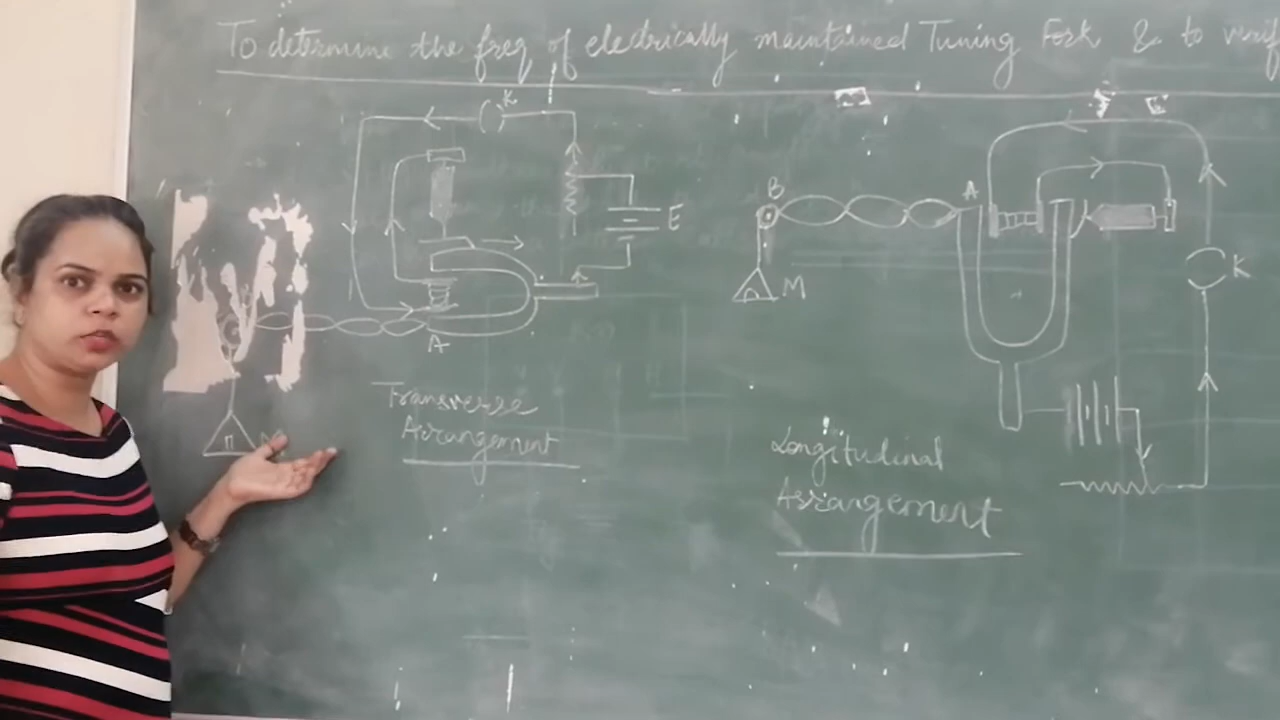 To determine the freq of electrically maintained Tuning Fork & to verif
K
E
A
M
Transverse
Arrangement
B
A
M
K
Longitudinal
Arrangement